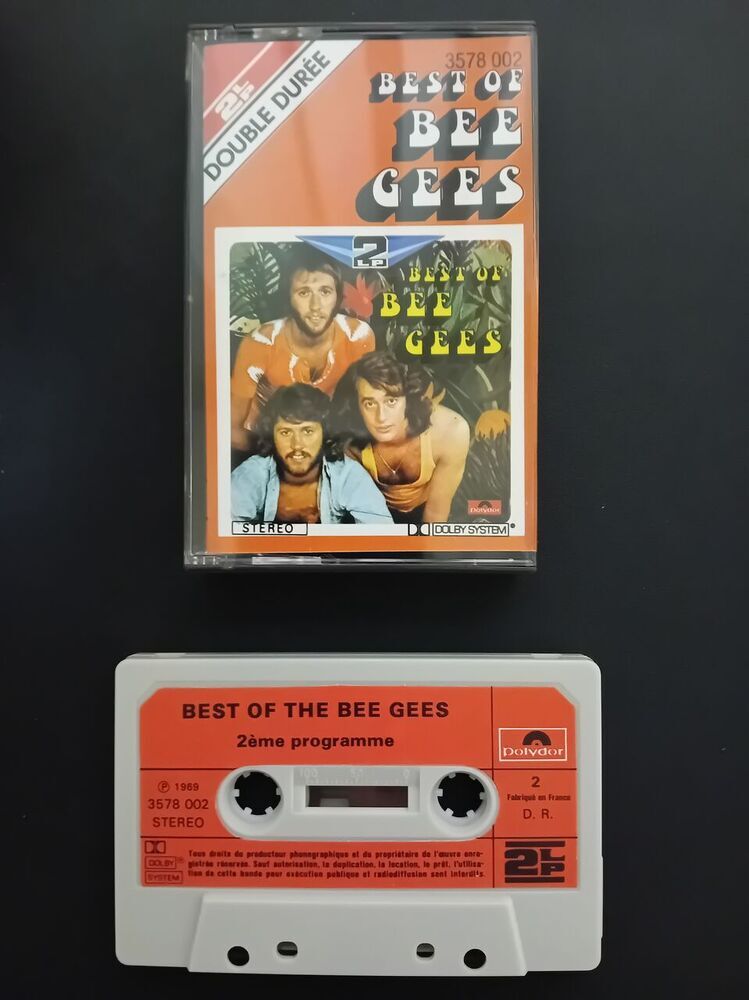 2LP
DOUBLE DURÉE
3578 002
BEST OF
BEE
GEES
2
LP
BEST OF
BEE
GEES
polydor
STEREO
DOLBY SYSTEM
BEST OF THE BEE GEES
2ème programme
polydor
℗ 1969
3578 002
STEREO
100 50 0
2
Fabriqué en France
D. R.
DOLBY
SYSTEM
Tous droits du producteur phonographique et du propriétaire de l'œuvre enre-
gistrée réservés. Sauf autorisation, la duplication, la location, le prêt, l'utilisa-
tion de cette bande pour exécution publique et radiodiffusion sont interdits.
2LP